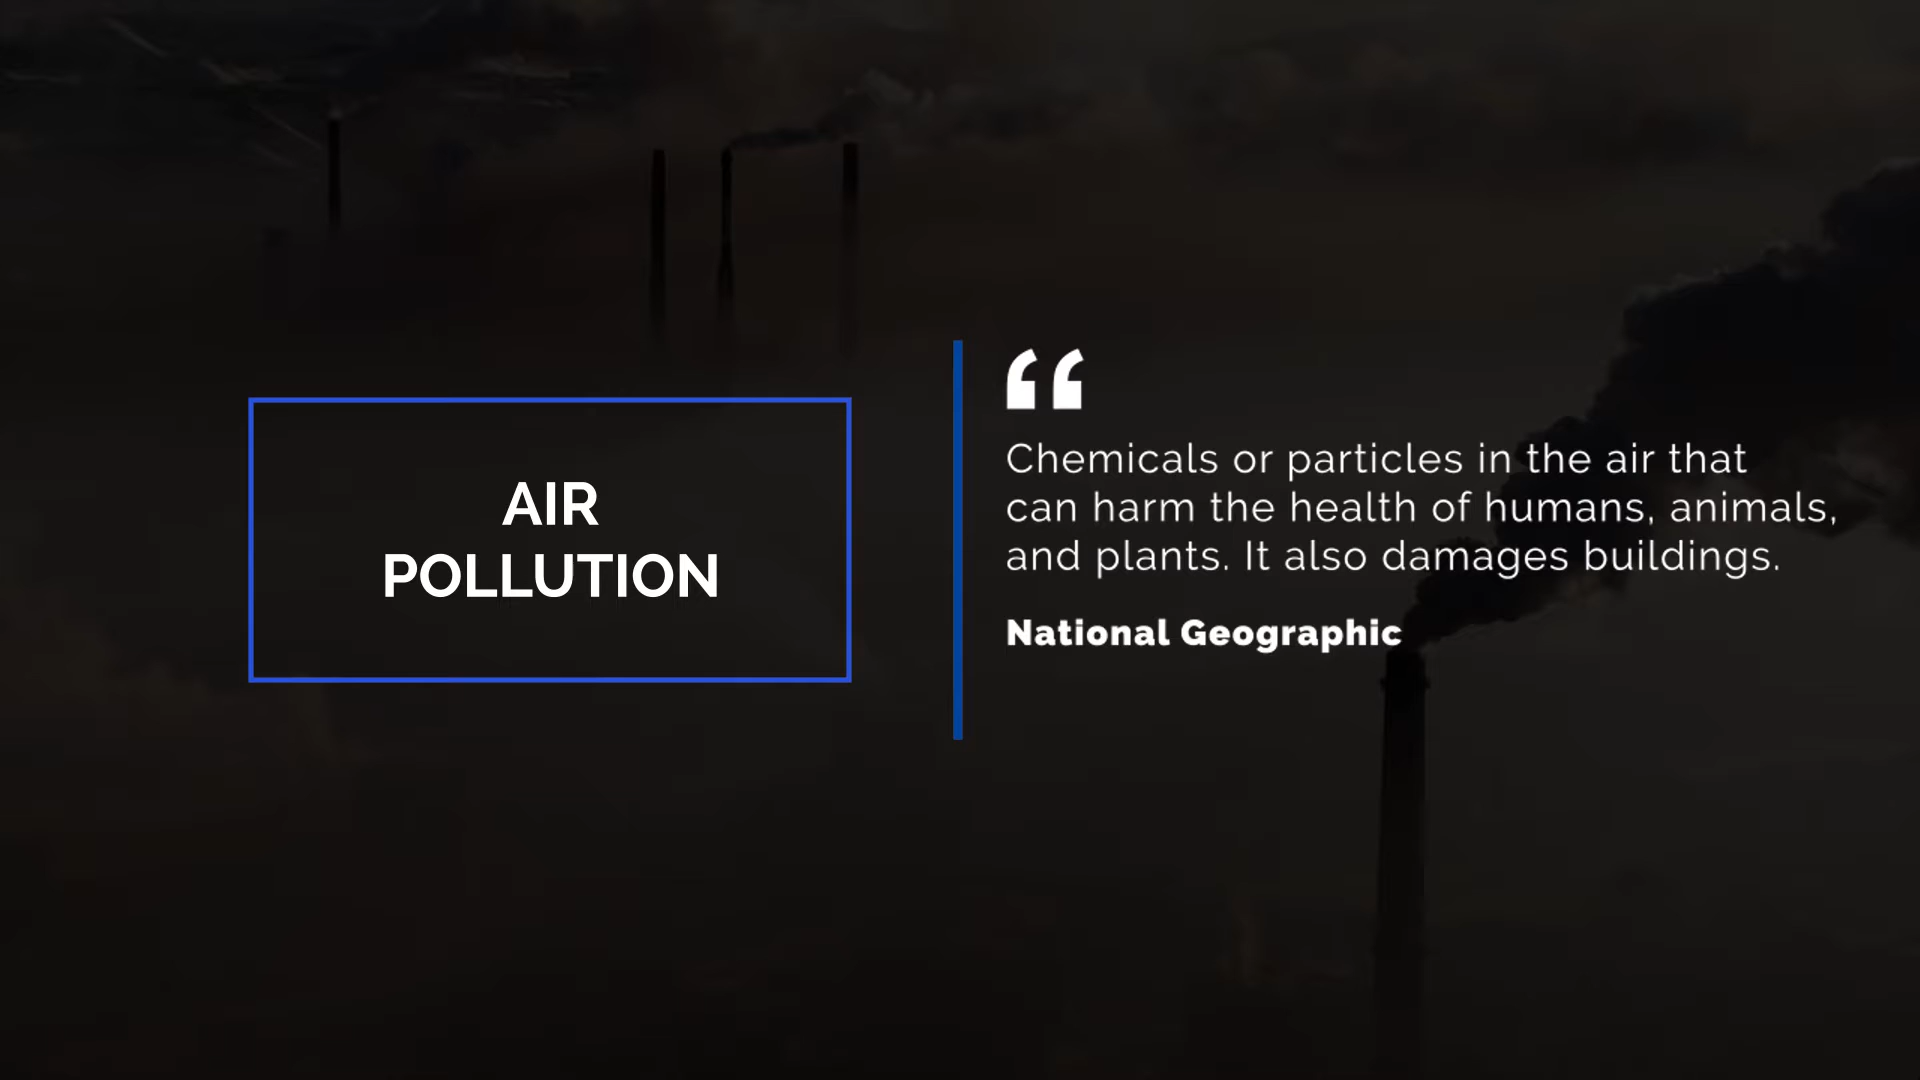 AIR
POLLUTION
“
Chemicals or particles in the air that
can harm the health of humans, animals,
and plants. It also damages buildings.
National Geographic